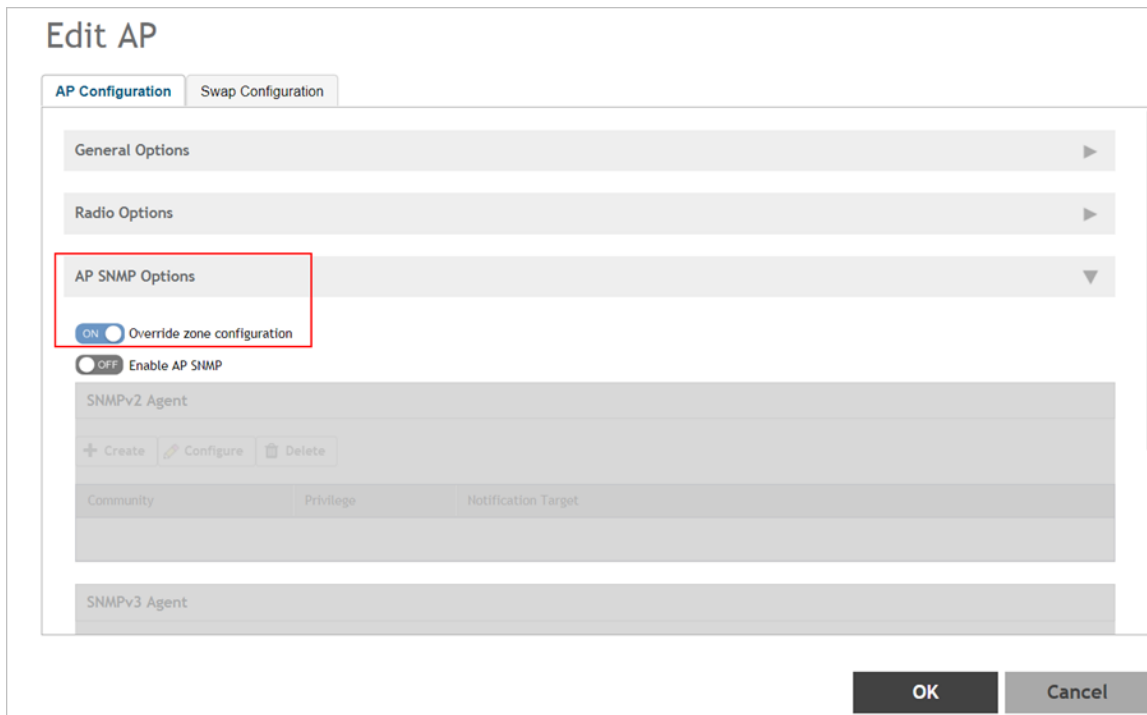 Edit AP
AP Configuration Swap Configuration
General Options
Radio Options
AP SNMP Options
ON Override zone configuration
OFF Enable AP SNMP
SNMPv2 Agent
Create Configure Delete
Community Privilege Notification Target
SNMPv3 Agent
OK Cancel